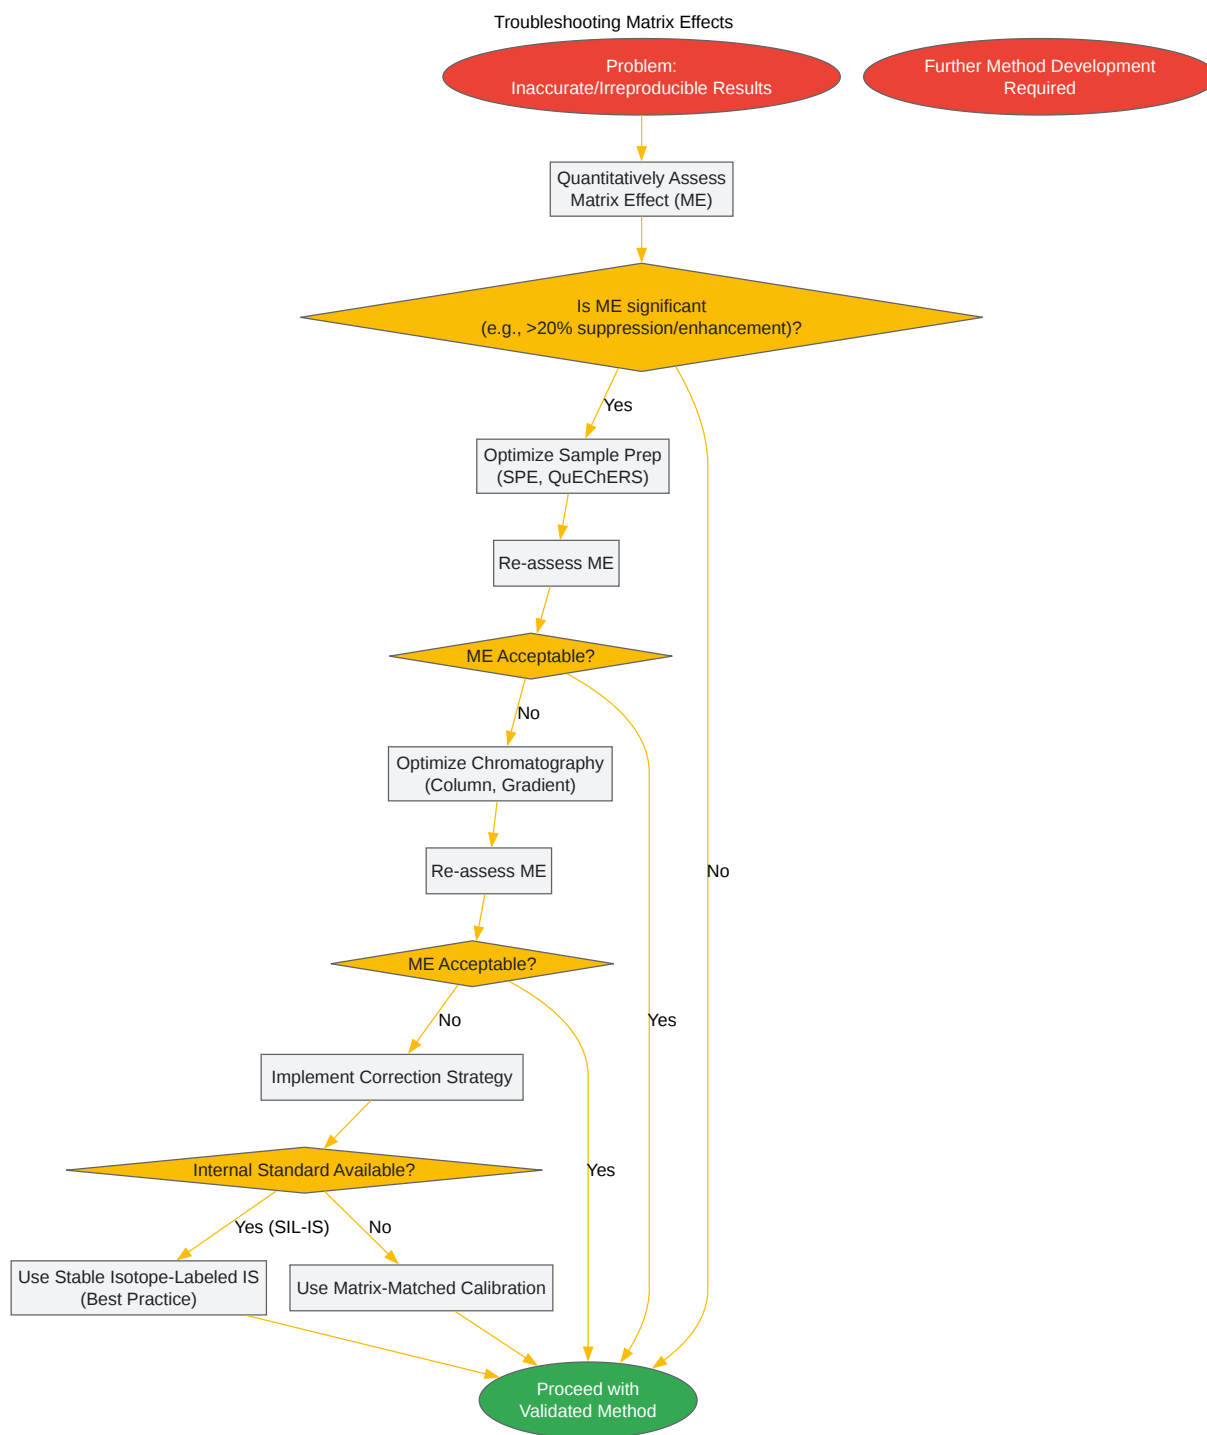 Troubleshooting Matrix Effects
Problem:
Inaccurate/Irreproducible Results
Further Method Development
Required
Quantitatively Assess
Matrix Effect (ME)
Is ME significant
(e.g., >20% suppression/enhancement)?
Yes
Optimize Sample Prep
(SPE, QuEChERS)
Re-assess ME
ME Acceptable?
No
Optimize Chromatography
(Column, Gradient)
Re-assess ME
No
ME Acceptable?
No
Yes
Implement Correction Strategy
Internal Standard Available?
Yes
Yes (SIL-IS)
No
Use Stable Isotope-Labeled IS
(Best Practice)
Use Matrix-Matched Calibration
Proceed with
Validated Method